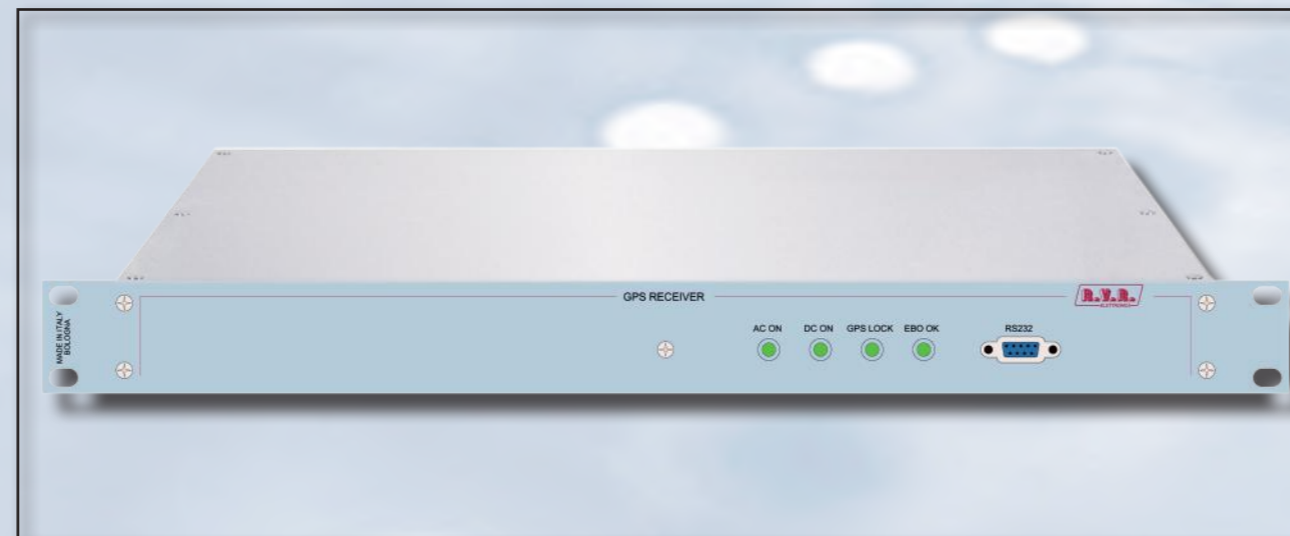 GPS RECEIVER
R.V.R.
ELETTRONICA
MADE IN ITALY
BOLOGNA
AC ON
DC ON
GPS LOCK
EBO OK
RS232